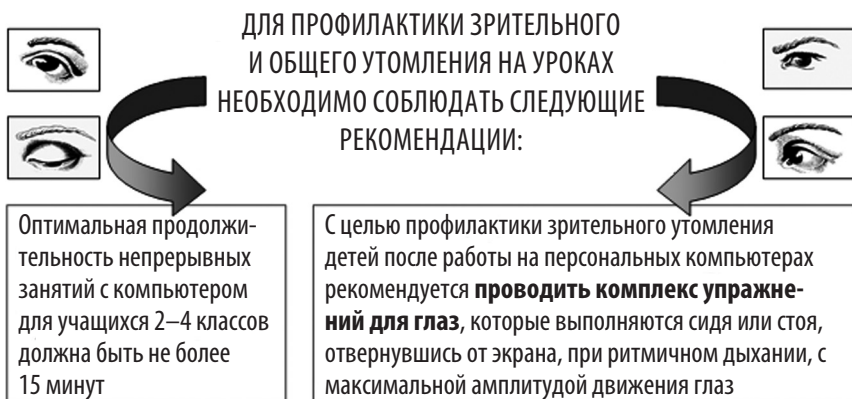 ДЛЯ ПРОФИЛАКТИКИ ЗРИТЕЛЬНОГО
И ОБЩЕГО УТОМЛЕНИЯ НА УРОКАХ
НЕОБХОДИМО СОБЛЮДАТЬ СЛЕДУЮЩИЕ
РЕКОМЕНДАЦИИ:
Оптимальная продолжи-
тельность непрерывных
занятий с компьютером
для учащихся 2–4 классов
должна быть не более
15 минут
С целью профилактики зрительного утомления
детей после работы на персональных компьютерах
рекомендуется проводить комплекс упражне-
ний для глаз, которые выполняются сидя или стоя,
отвернувшись от экрана, при ритмичном дыхании, с
максимальной амплитудой движения глаз